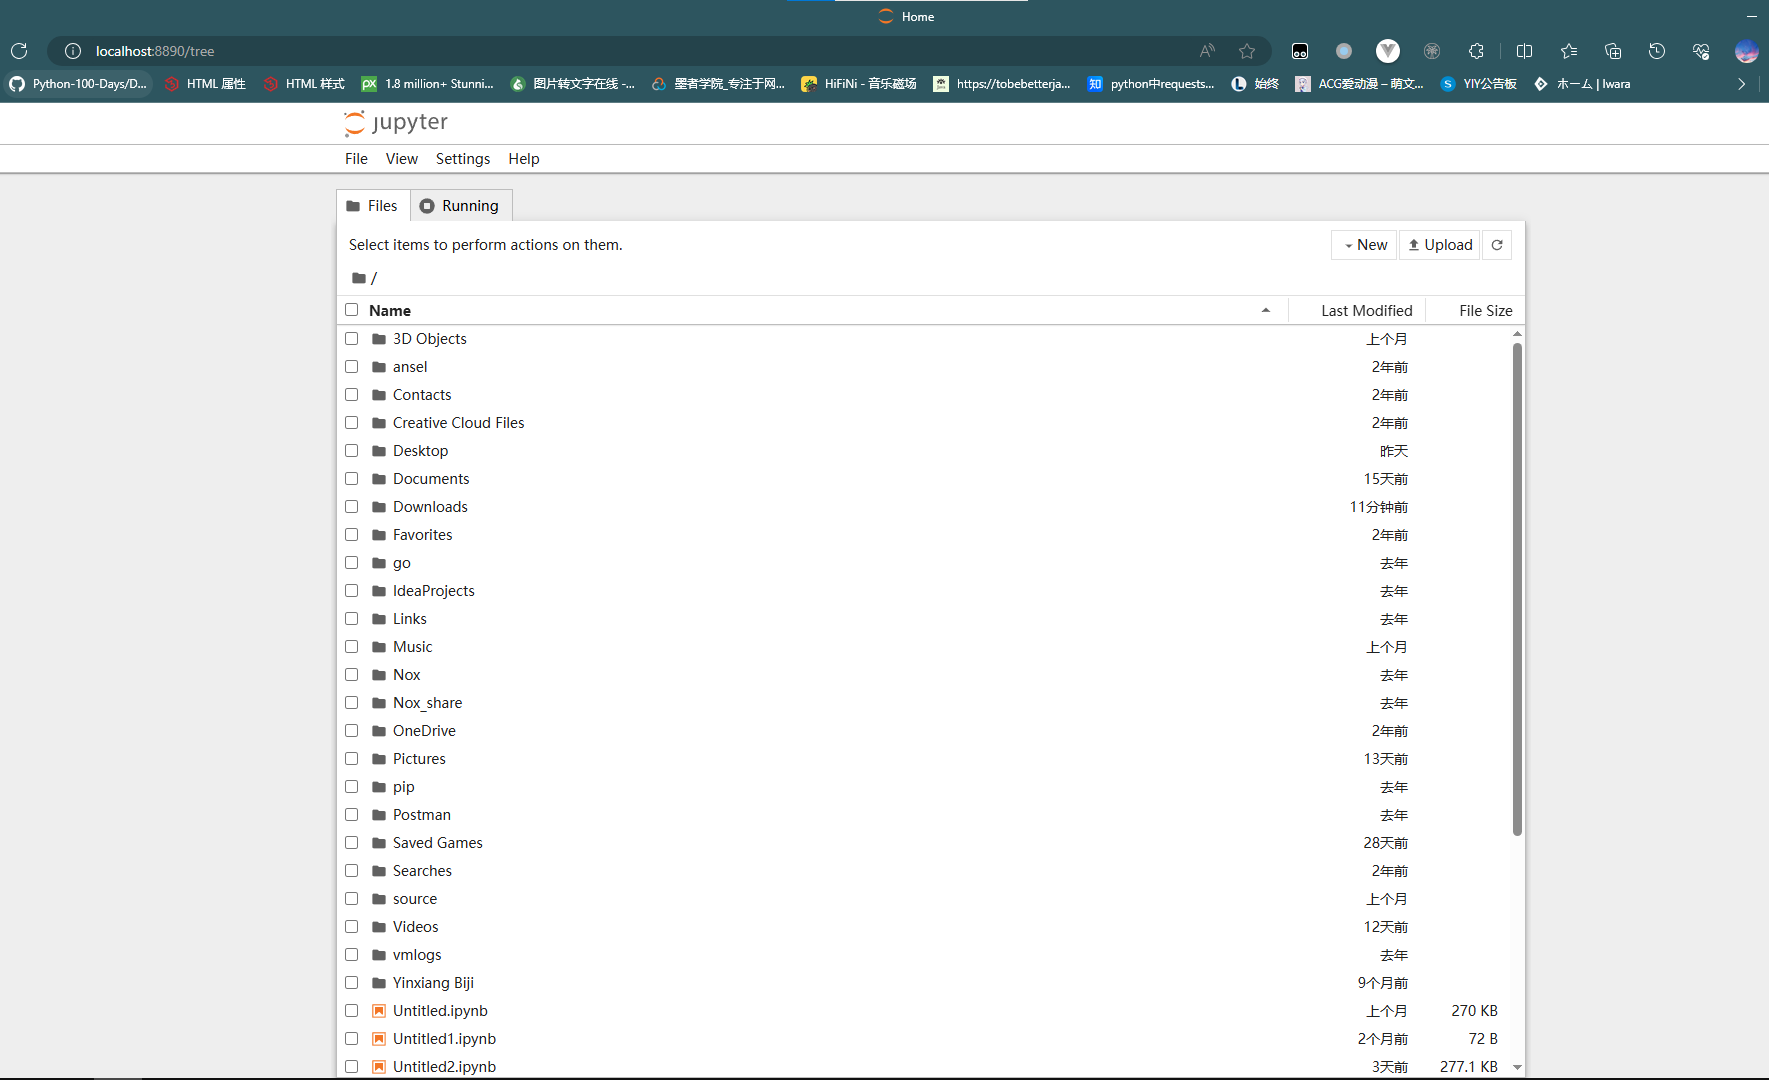 Home
localhost:8890/tree
Python-100-Days/D... HTML 属性 HTML 样式 1.8 million+ Stunni... 图片转文字在线 -... 墨者学院_专注于网... HiFiNi - 音乐磁场 https://tobebetterja... python中requests... 始终 ACG爱动漫 – 萌文... YIY公告板 ホーム | Iwara
jupyter
File View Settings Help
Files Running
Select items to perform actions on them. New Upload
/
Name Last Modified File Size
3D Objects 上个月
ansel 2年前
Contacts 2年前
Creative Cloud Files 2年前
Desktop 昨天
Documents 15天前
Downloads 11分钟前
Favorites 2年前
go 去年
IdeaProjects 去年
Links 去年
Music 上个月
Nox 去年
Nox_share 去年
OneDrive 2年前
Pictures 13天前
pip 去年
Postman 去年
Saved Games 28天前
Searches 2年前
source 上个月
Videos 12天前
vmlogs 去年
Yinxiang Biji 9个月前
Untitled.ipynb 上个月 270 KB
Untitled1.ipynb 2个月前 72 B
Untitled2.ipynb 3天前 277.1 KB